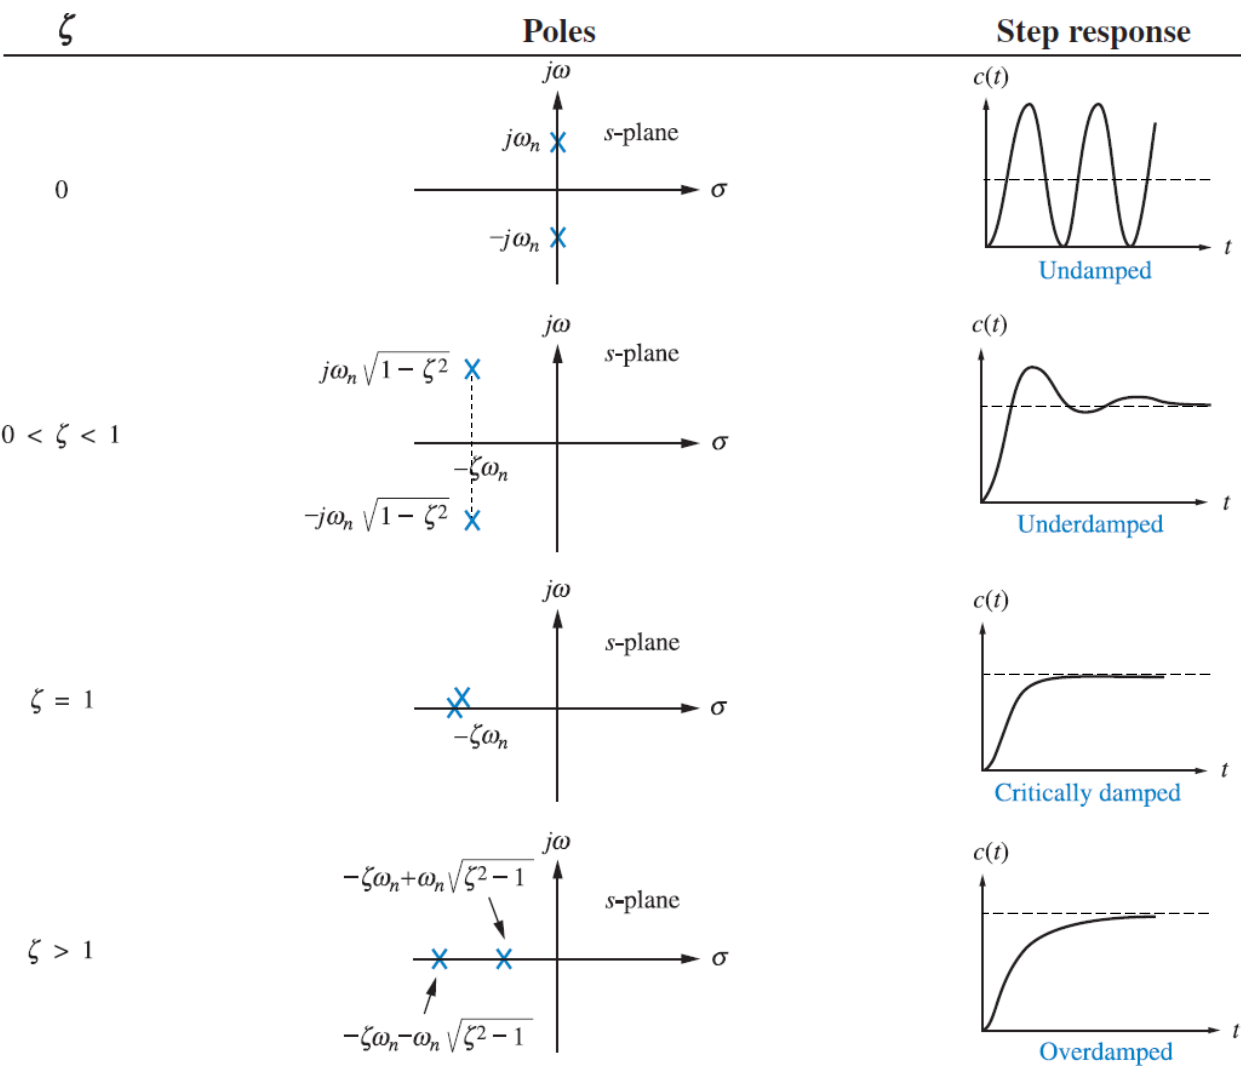 ζ Poles Step response
jω
c(t)
jωₙ
s-plane
0
σ
−jωₙ
t
Undamped
jω
c(t)
s-plane
jωₙ√(1 − ζ²)
0 < ζ < 1
σ
−ζωₙ
−jωₙ√(1 − ζ²)
t
Underdamped
jω
c(t)
s-plane
ζ = 1
σ
−ζωₙ
t
Critically damped
jω
c(t)
−ζωₙ+ωₙ√(ζ² − 1)
s-plane
ζ > 1
σ
−ζωₙ−ωₙ√(ζ² − 1)
t
Overdamped